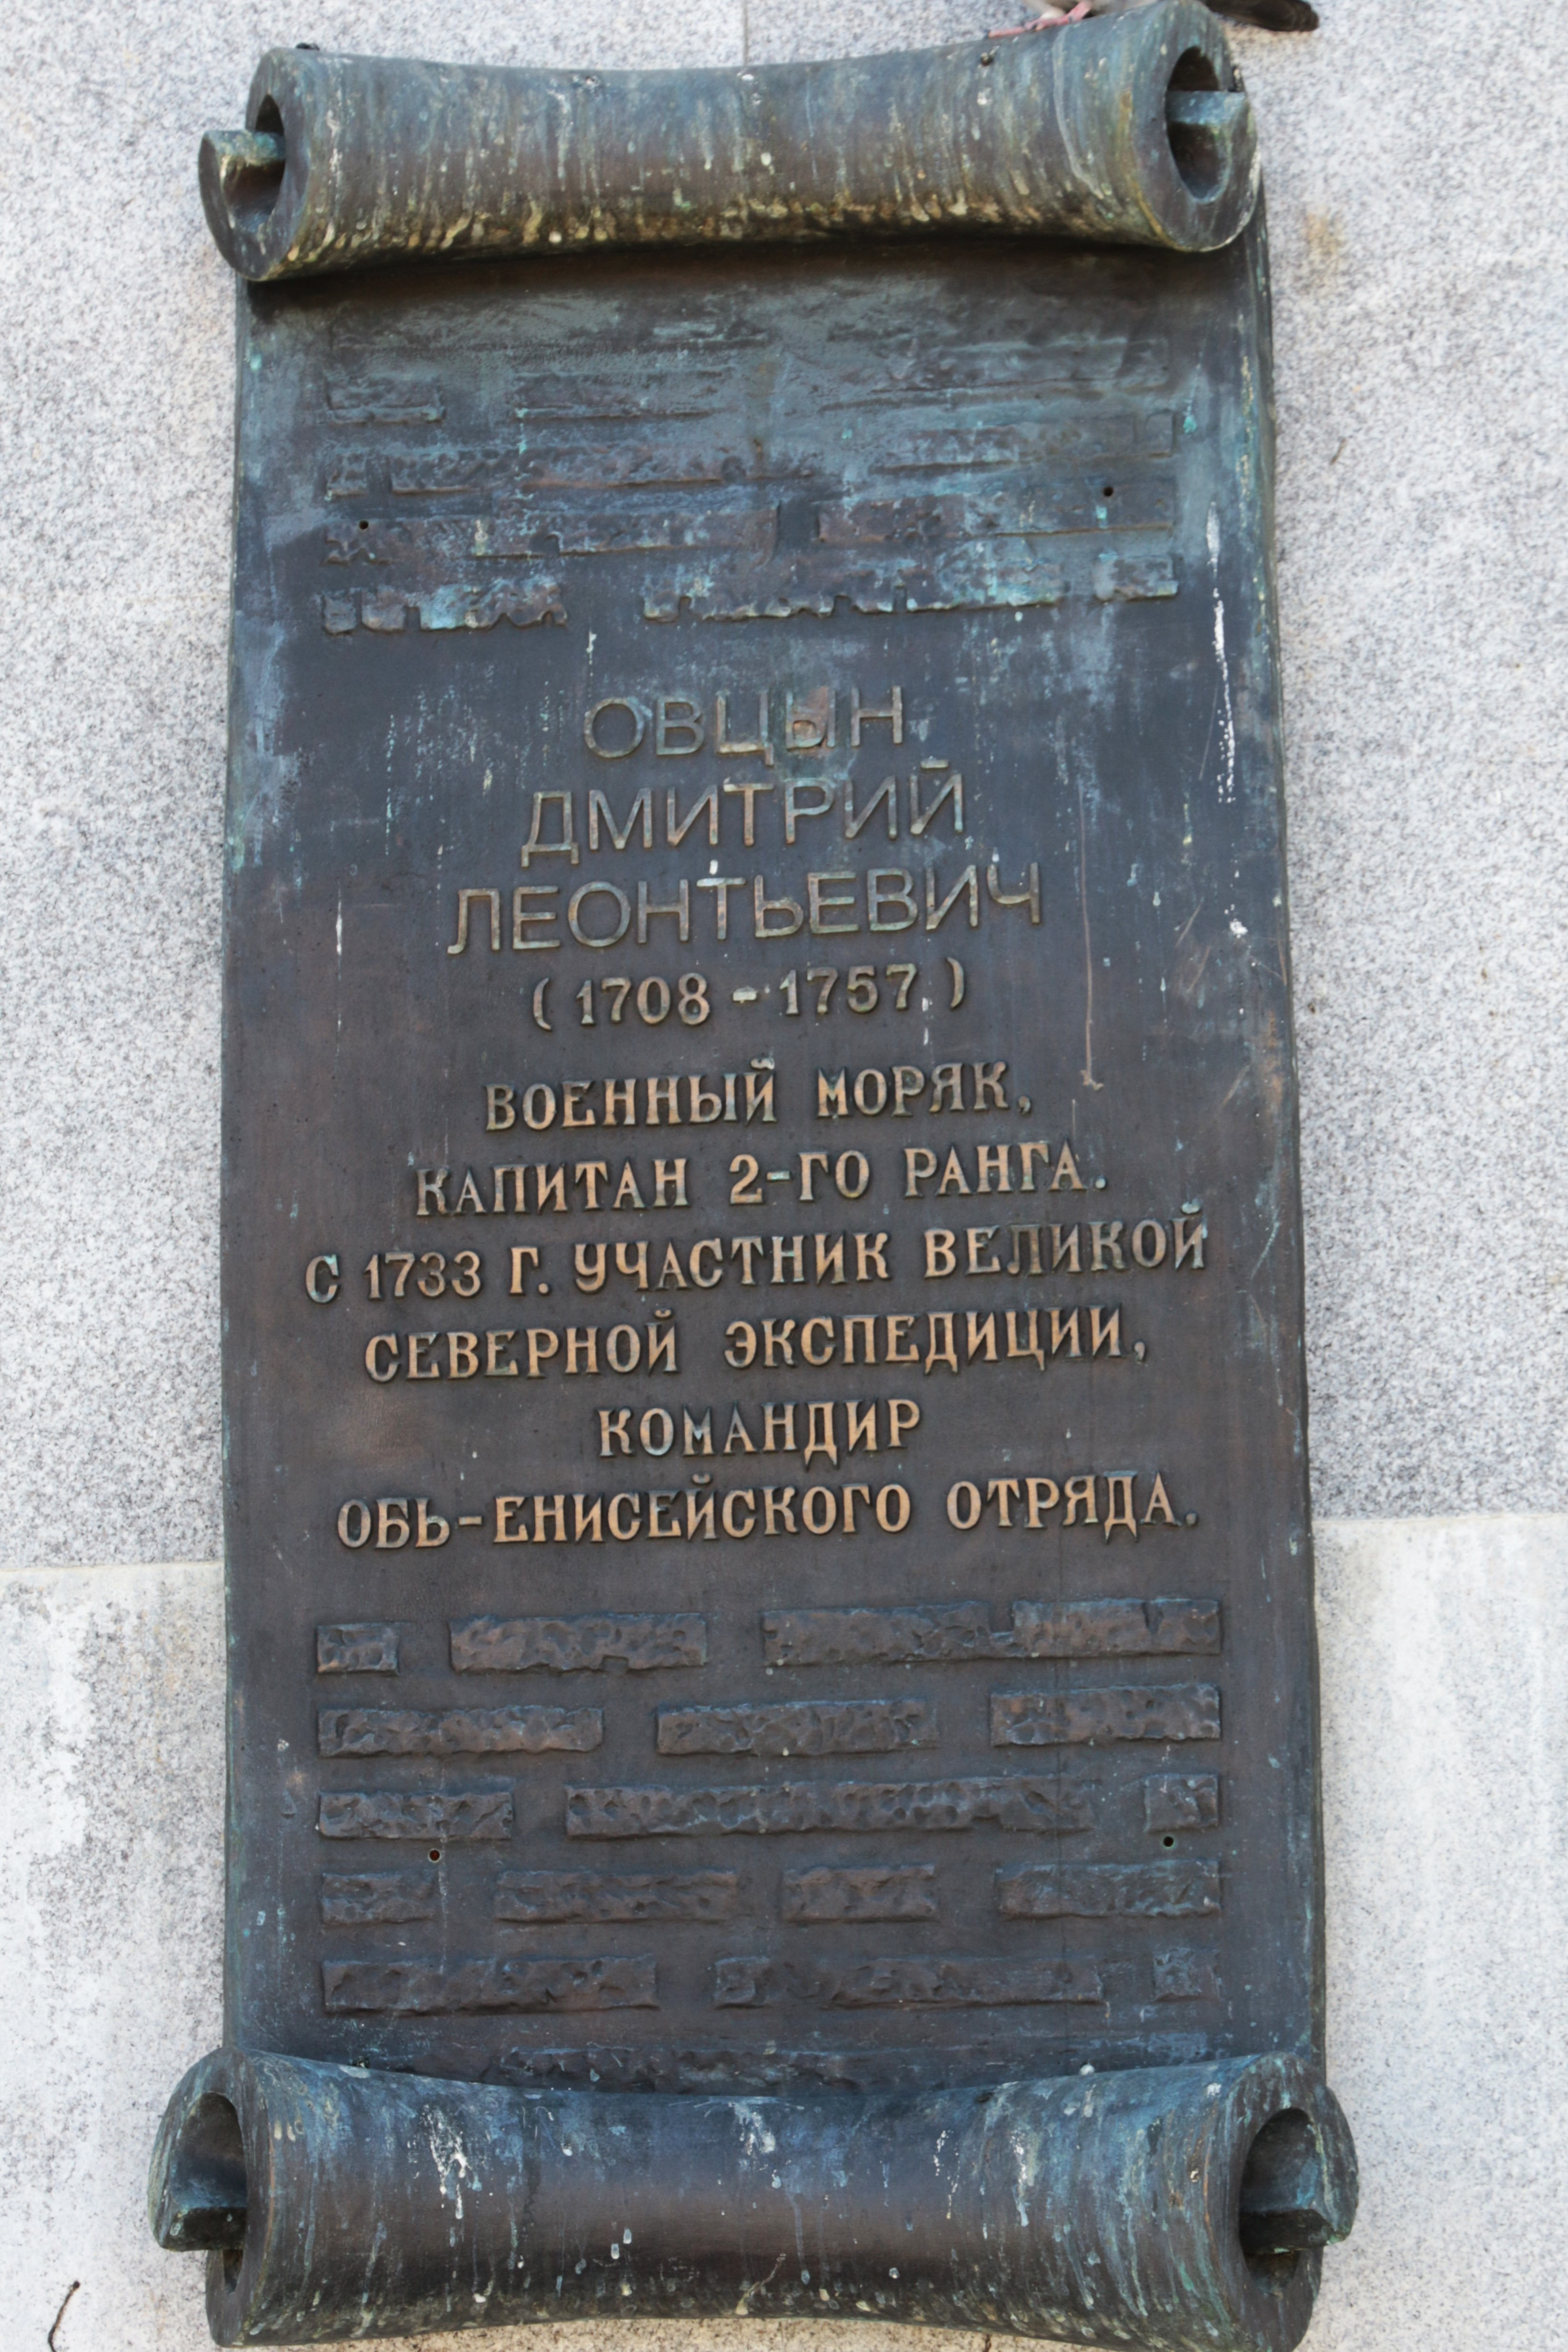 ОВЦЫН
ДМИТРИЙ
ЛЕОНТЬЕВИЧ
(1708 - 1757)
ВОЕННЫЙ МОРЯК,
КАПИТАН 2-ГО РАНГА.
С 1733 Г. УЧАСТНИК ВЕЛИКОЙ
СЕВЕРНОЙ ЭКСПЕДИЦИИ,
КОМАНДИР
ОБЬ-ЕНИСЕЙСКОГО ОТРЯДА.